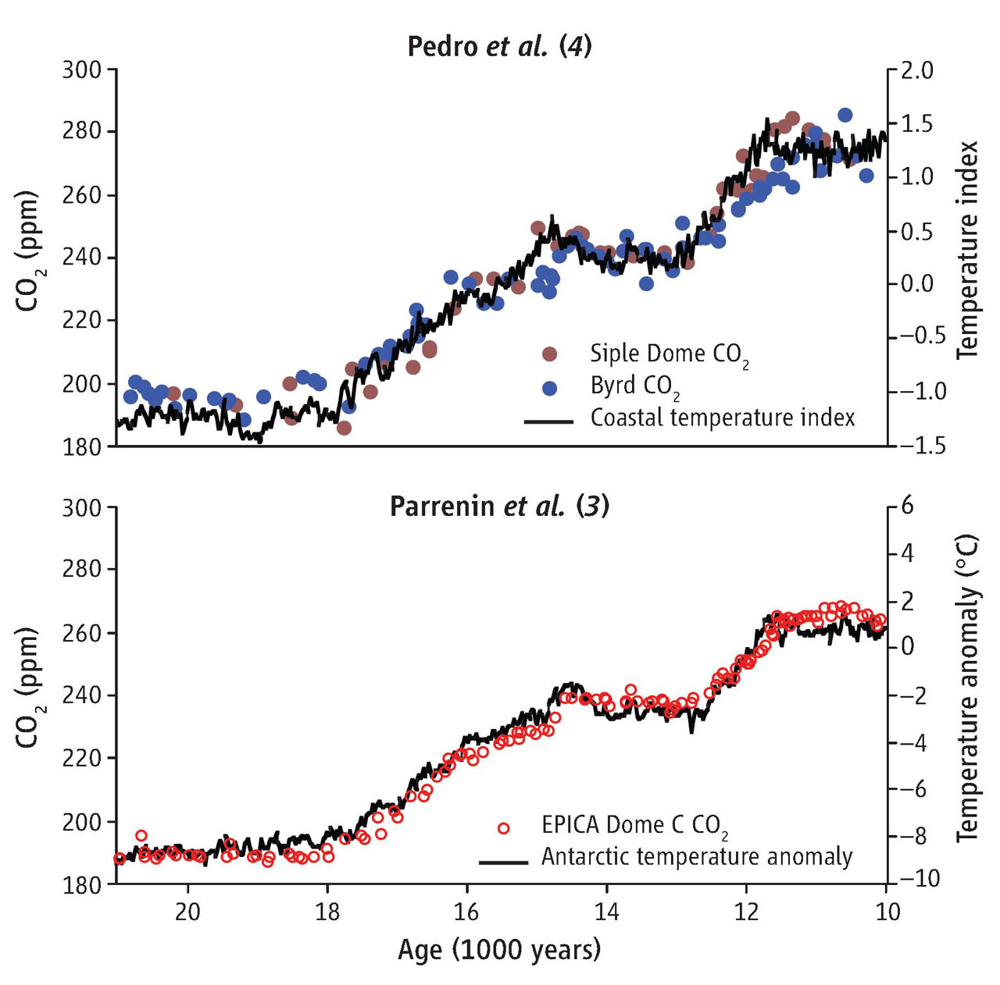 Pedro et al. (4)
300
280
260
240
220
200
180
CO2 (ppm)
2.0
1.5
1.0
0.5
0.0
−0.5
−1.0
−1.5
Temperature index
Siple Dome CO2
Byrd CO2
Coastal temperature index
Parrenin et al. (3)
300
280
260
240
220
200
180
CO2 (ppm)
6
4
2
0
−2
−4
−6
−8
−10
Temperature anomaly (°C)
EPICA Dome C CO2
Antarctic temperature anomaly
20 18 16 14 12 10
Age (1000 years)